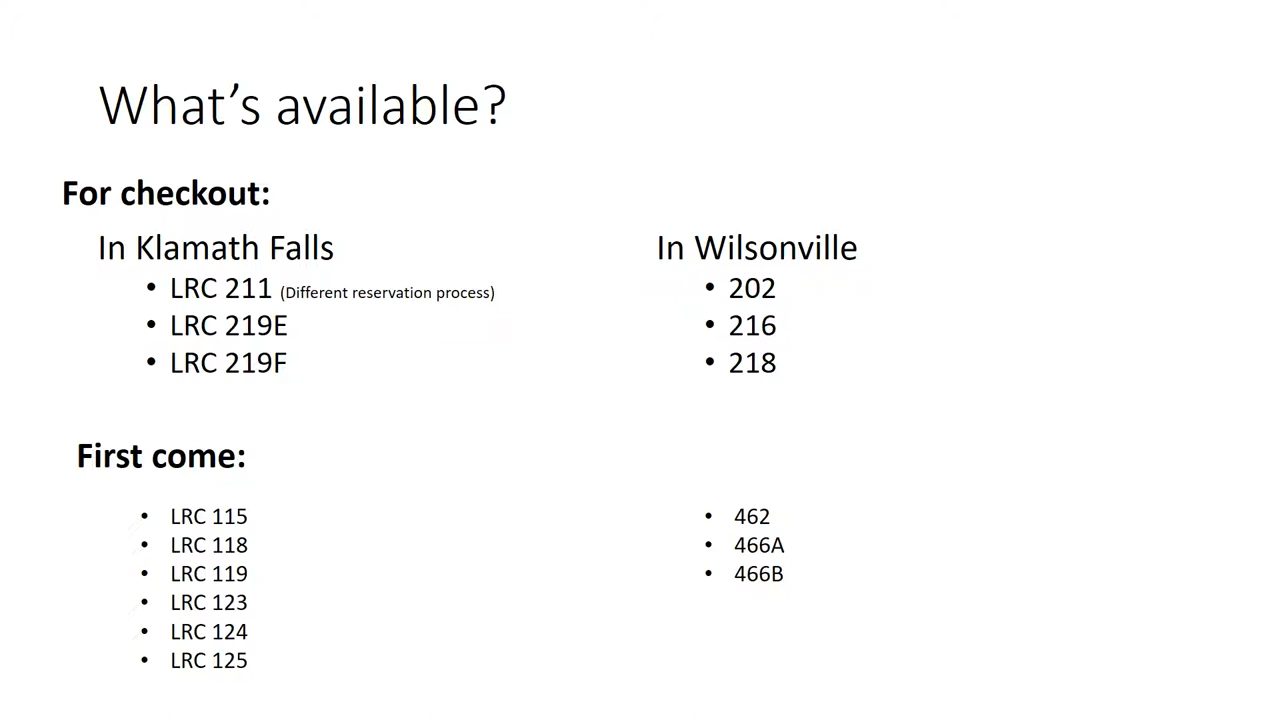 What’s available?
For checkout:
In Klamath Falls
• LRC 211 (Different reservation process)
• LRC 219E
• LRC 219F
In Wilsonville
• 202
• 216
• 218
First come:
• LRC 115
• LRC 118
• LRC 119
• LRC 123
• LRC 124
• LRC 125
• 462
• 466A
• 466B